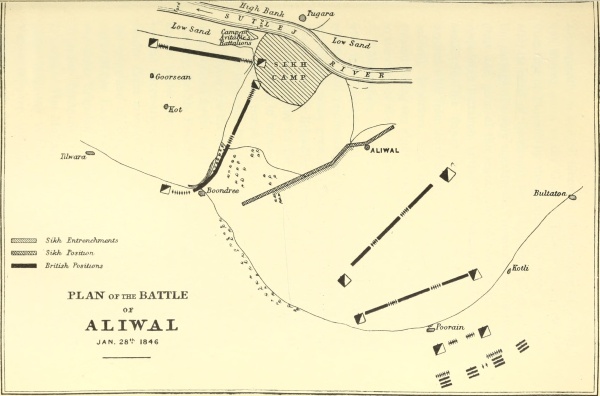 High Bank
Tugara
SUTLEJ
RIVER
Low Sand
Low Sand
Camp of
Avitable's
Battalions
SIKH
CAMP
Goorsean
Kot
Tilwara
Boondree
ALIWAL
Bultaton
Kotli
Poorain
Sikh Entrenchments
Sikh Position
British Positions
PLAN OF THE BATTLE
OF
ALIWAL
JAN. 28TH 1846